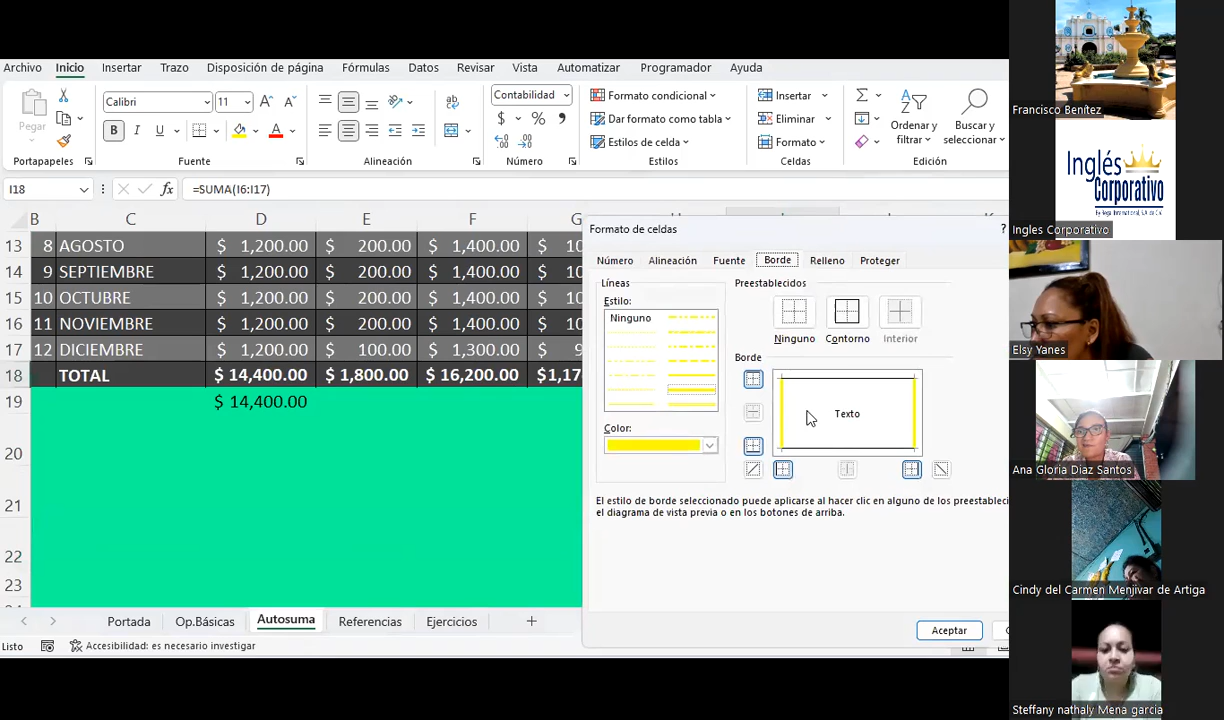 Archivo Inicio Insertar Trazo Disposición de página Fórmulas Datos Revisar Vista Automatizar Programador Ayuda
Pegar
Calibri 11
N K S
Contabilidad
$ % ,
Formato condicional
Dar formato como tabla
Estilos de celda
Insertar
Eliminar
Formato
Ordenar y filtrar
Buscar y seleccionar
Portapapeles Fuente Alineación Número Estilos Celdas Edición
I18 fx =SUMA(I6:I17)
B C D E F G
13 8 AGOSTO $ 1,200.00 $ 200.00 $ 1,400.00 $ 10
14 9 SEPTIEMBRE $ 1,200.00 $ 200.00 $ 1,400.00 $ 10
15 10 OCTUBRE $ 1,200.00 $ 200.00 $ 1,400.00 $ 10
16 11 NOVIEMBRE $ 1,200.00 $ 200.00 $ 1,400.00 $ 10
17 12 DICIEMBRE $ 1,200.00 $ 100.00 $ 1,300.00 $ 9
18 TOTAL $ 14,400.00 $ 1,800.00 $ 16,200.00 $1,17
19 $ 14,400.00
20
21
22
23
Formato de celdas ?
Número Alineación Fuente Borde Relleno Proteger
Líneas
Estilo:
Ninguno
Color:
Preestablecidos
Ninguno Contorno Interior
Borde
Texto
El estilo de borde seleccionado puede aplicarse al hacer clic en alguno de los preestableci
el diagrama de vista previa o en los botones de arriba.
Aceptar
Portada Op.Básicas Autosuma Referencias Ejercicios +
Listo Accesibilidad: es necesario investigar
Francisco Benítez
Inglés
Corporativo
Ingles Corporativo
Elsy Yanes
Ana Gloria Diaz Santos
Cindy del Carmen Menjivar de Artiga
Steffany nathaly Mena garcia